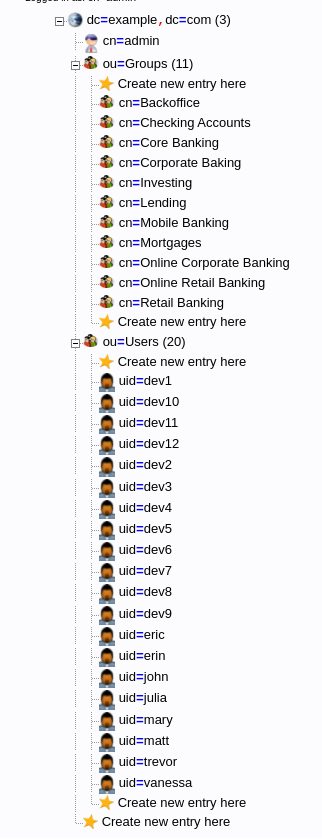 dc=example,dc=com (3)
cn=admin
ou=Groups (11)
Create new entry here
cn=Backoffice
cn=Checking Accounts
cn=Core Banking
cn=Corporate Baking
cn=Investing
cn=Lending
cn=Mobile Banking
cn=Mortgages
cn=Online Corporate Banking
cn=Online Retail Banking
cn=Retail Banking
Create new entry here
ou=Users (20)
Create new entry here
uid=dev1
uid=dev10
uid=dev11
uid=dev12
uid=dev2
uid=dev3
uid=dev4
uid=dev5
uid=dev6
uid=dev7
uid=dev8
uid=dev9
uid=eric
uid=erin
uid=john
uid=julia
uid=mary
uid=matt
uid=trevor
uid=vanessa
Create new entry here
Create new entry here